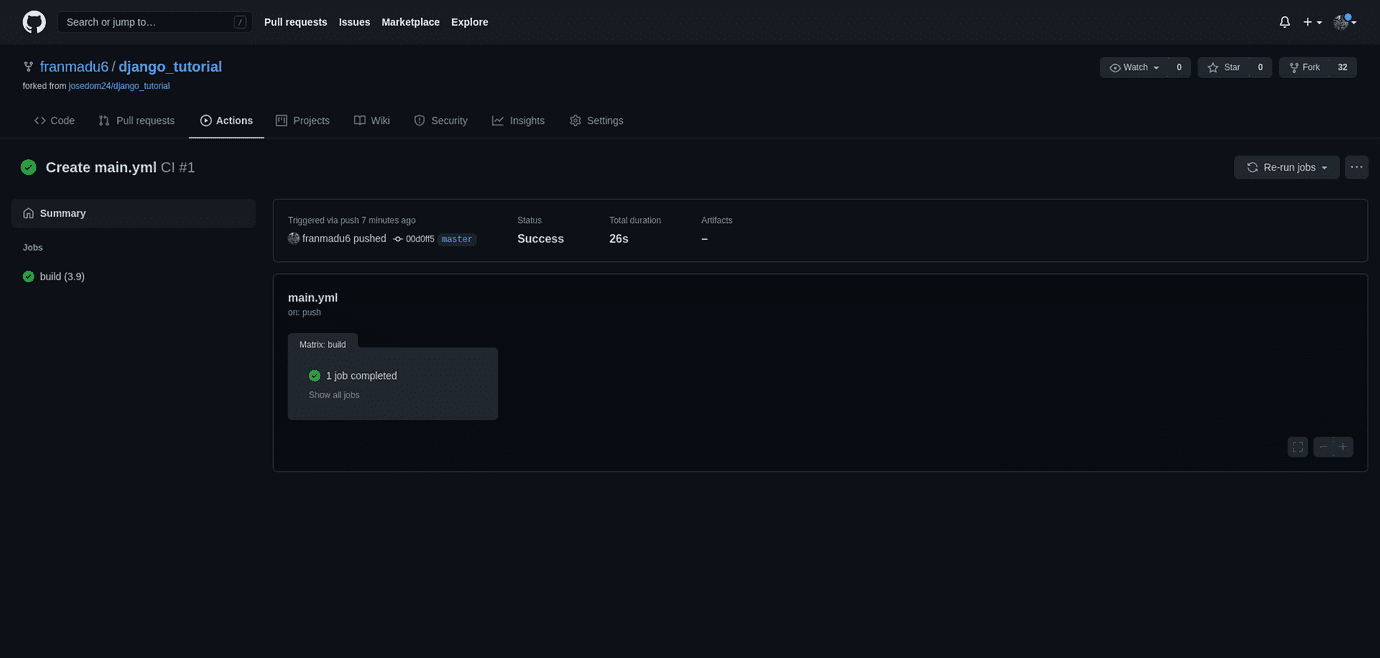 Search or jump to… /
Pull requests Issues Marketplace Explore
franmadu6 / django_tutorial
forked from josedom24/django_tutorial
Watch 0 Star 0 Fork 32
Code Pull requests Actions Projects Wiki Security Insights Settings
Create main.yml CI #1
Re-run jobs
Summary
Jobs
build (3.9)
Triggered via push 7 minutes ago
franmadu6 pushed 00d0ff5 master
Status
Success
Total duration
26s
Artifacts
–
main.yml
on: push
Matrix: build
1 job completed
Show all jobs